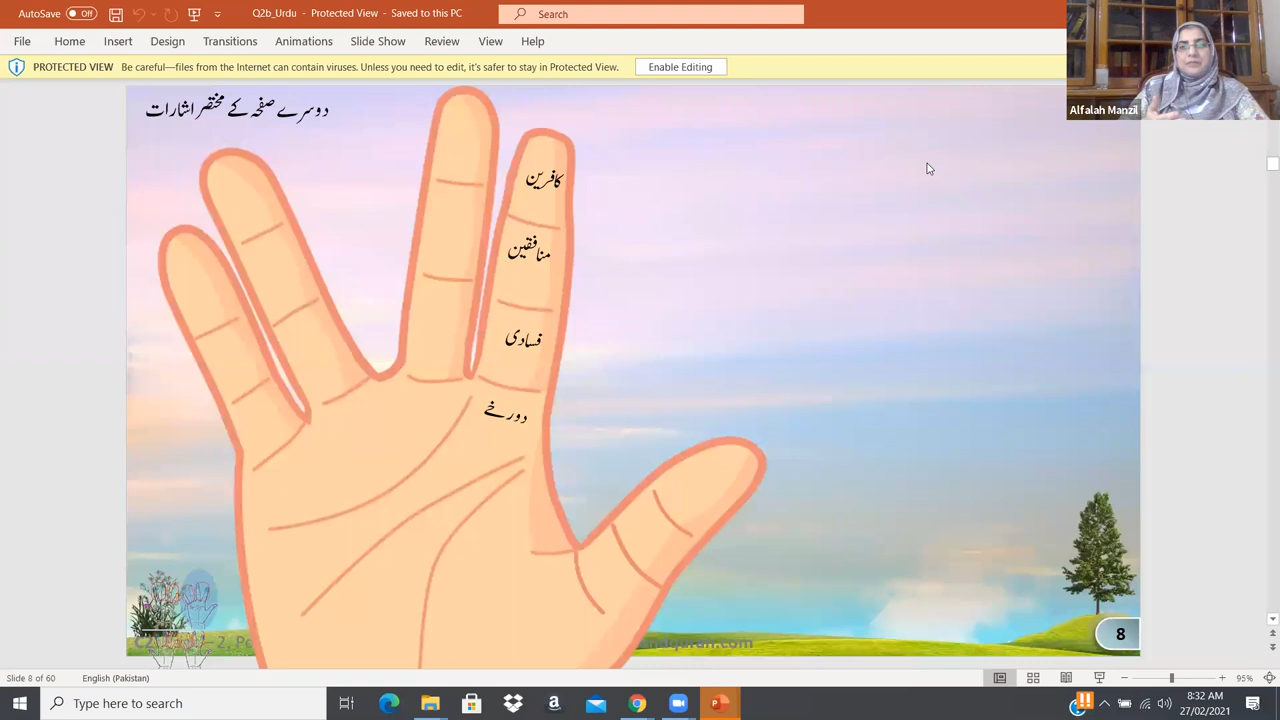 AutoSave Off
Q2b_Urdu - Protected View - Saved to this PC
Search
File Home Insert Design Transitions Animations Slide Show Review View Help
PROTECTED VIEW Be careful—files from the Internet can contain viruses. Unless you need to edit, it's safer to stay in Protected View. Enable Editing
Alfalah Manzil
دوسرے صفحہ کے مختصر اشارات
کافرین
منافقین
فسادی
دورخے
ndquran.com
8
Slide 8 of 60 English (Pakistan) 95%
Type here to search
8:32 AM
27/02/2021